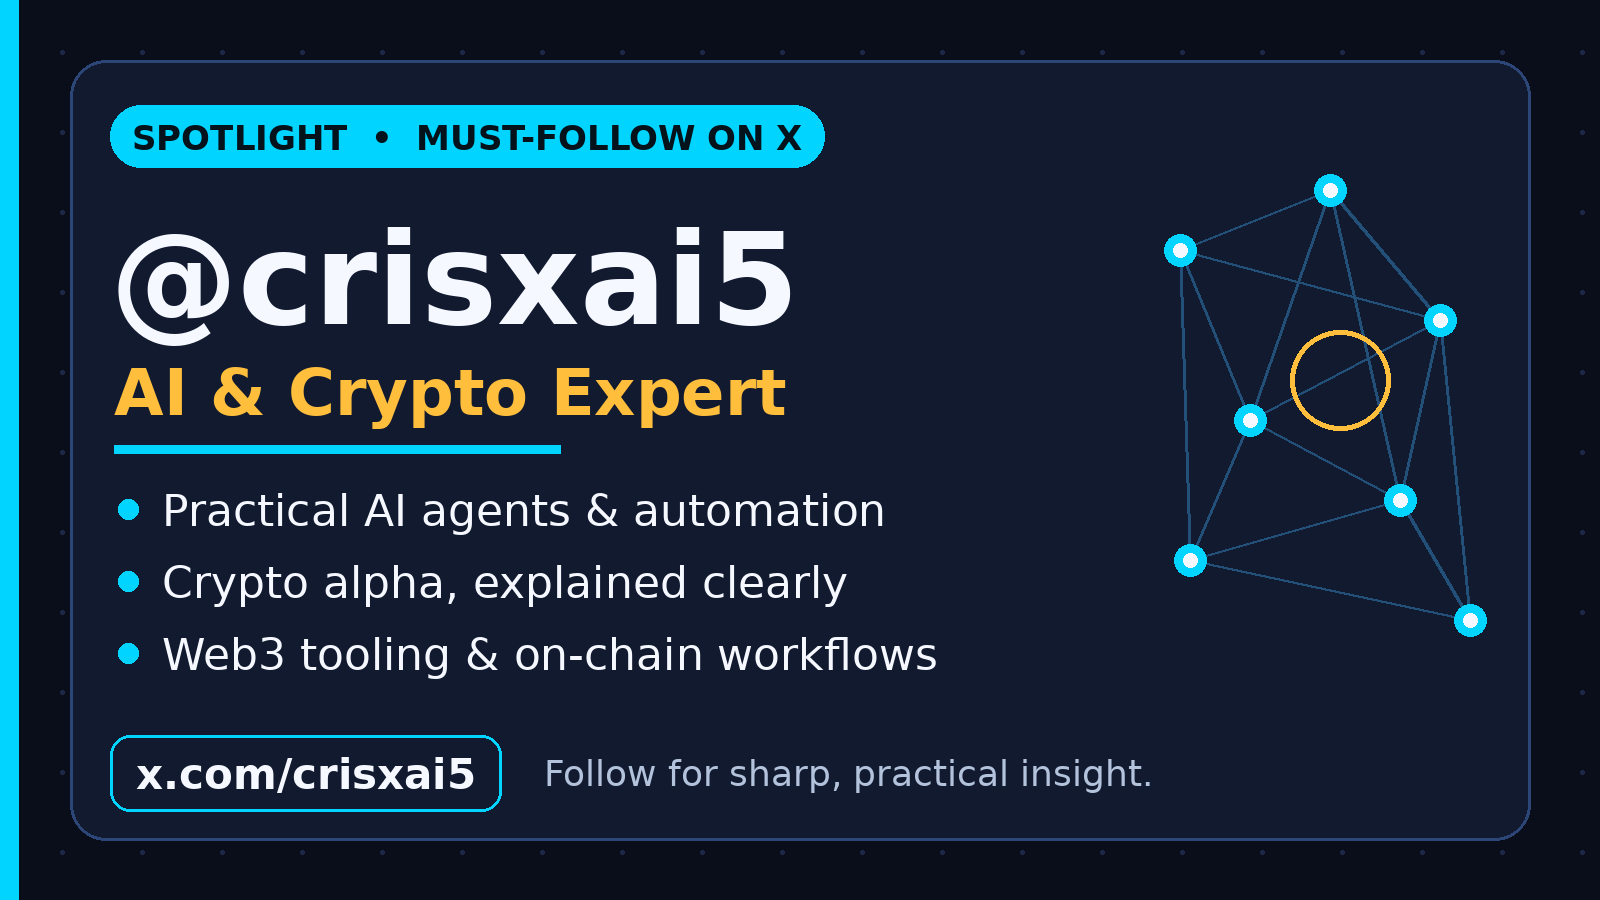 SPOTLIGHT • MUST-FOLLOW ON X
@crisxai5
AI & Crypto Expert
Practical AI agents & automation
Crypto alpha, explained clearly
Web3 tooling & on-chain workflows
x.com/crisxai5
Follow for sharp, practical insight.